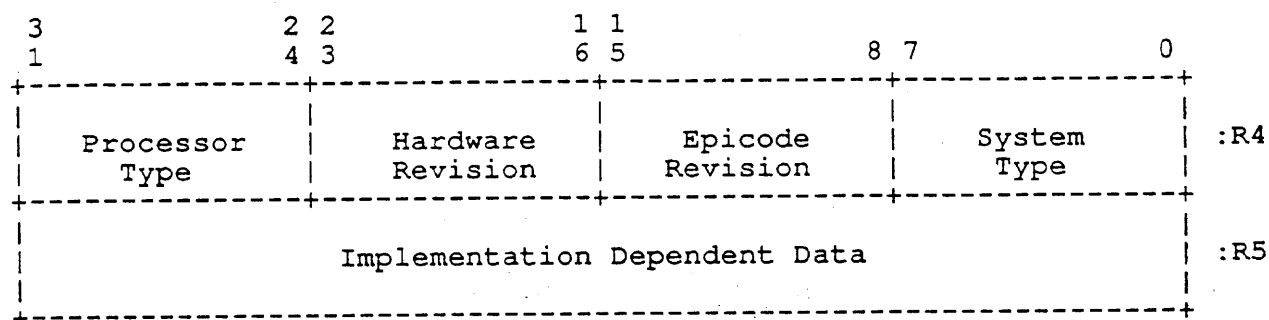 3 2 2 1 1
1 4 3 6 5 8 7 0
Processor Hardware Epicode System :R4
Type Revision Revision Type
Implementation Dependent Data :R5